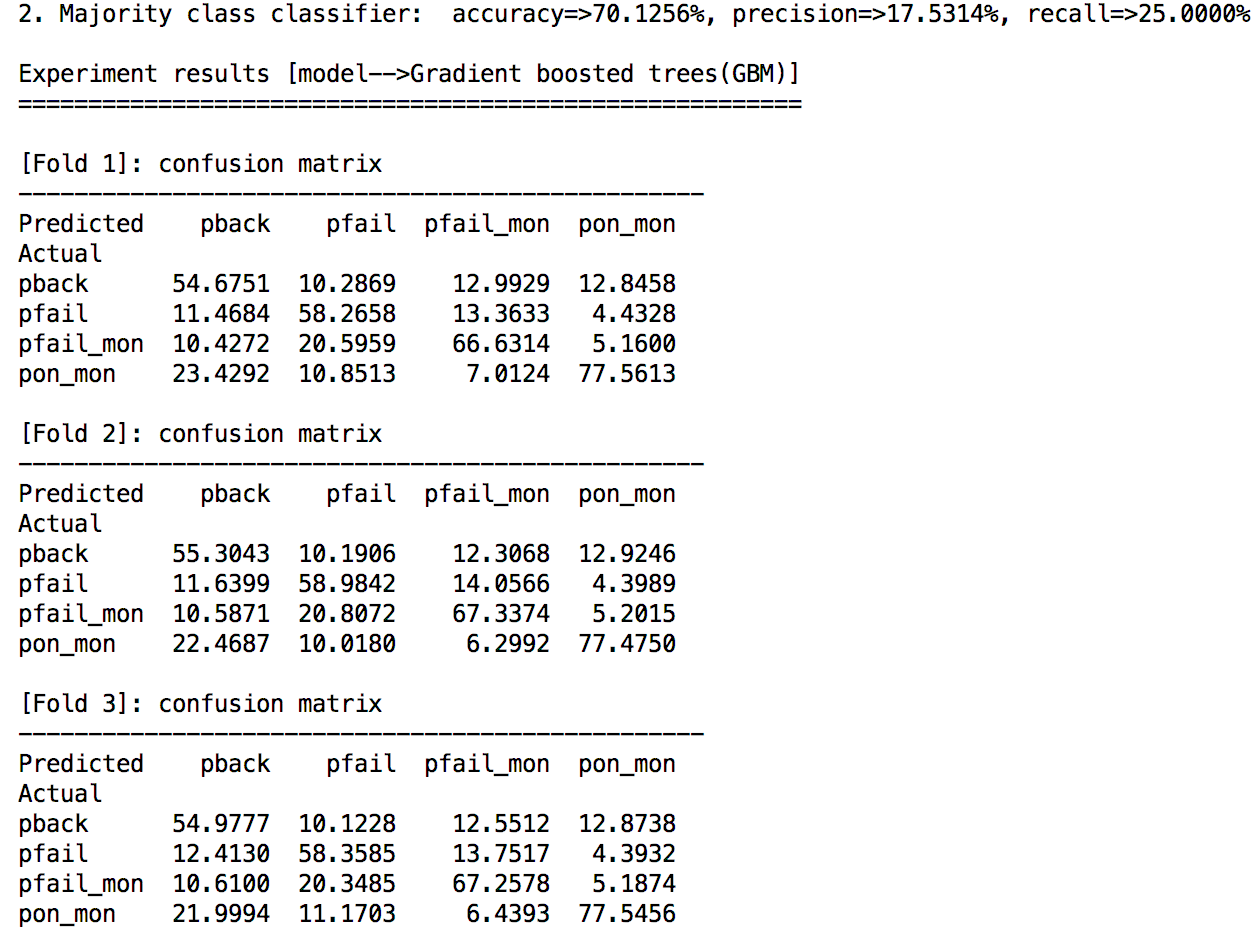 2. Majority class classifier:  accuracy=>70.1256%, precision=>17.5314%, recall=>25.0000%
Experiment results [model-->Gradient boosted trees(GBM)]
========================================================
[Fold 1]: confusion matrix
-------------------------------------------------
Predicted    pback    pfail  pfail_mon  pon_mon
Actual
pback      54.6751  10.2869    12.9929  12.8458
pfail      11.4684  58.2658    13.3633   4.4328
pfail_mon  10.4272  20.5959    66.6314   5.1600
pon_mon    23.4292  10.8513     7.0124  77.5613
[Fold 2]: confusion matrix
-------------------------------------------------
Predicted    pback    pfail  pfail_mon  pon_mon
Actual
pback      55.3043  10.1906    12.3068  12.9246
pfail      11.6399  58.9842    14.0566   4.3989
pfail_mon  10.5871  20.8072    67.3374   5.2015
pon_mon    22.4687  10.0180     6.2992  77.4750
[Fold 3]: confusion matrix
-------------------------------------------------
Predicted    pback    pfail  pfail_mon  pon_mon
Actual
pback      54.9777  10.1228    12.5512  12.8738
pfail      12.4130  58.3585    13.7517   4.3932
pfail_mon  10.6100  20.3485    67.2578   5.1874
pon_mon    21.9994  11.1703     6.4393  77.5456